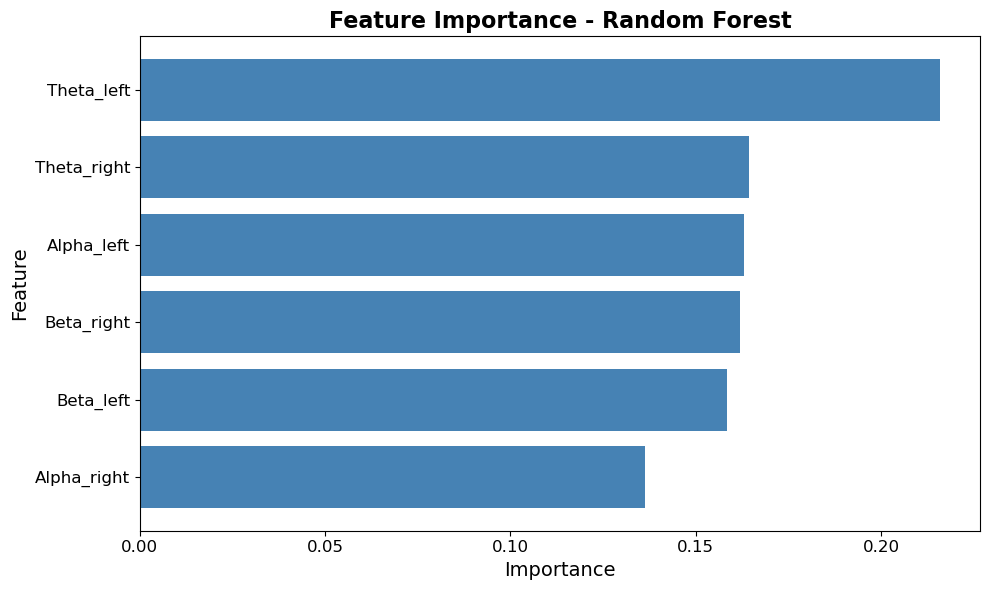 Feature Importance - Random Forest
Feature
Theta_left
Theta_right
Alpha_left
Beta_right
Beta_left
Alpha_right
0.00 0.05 0.10 0.15 0.20
Importance